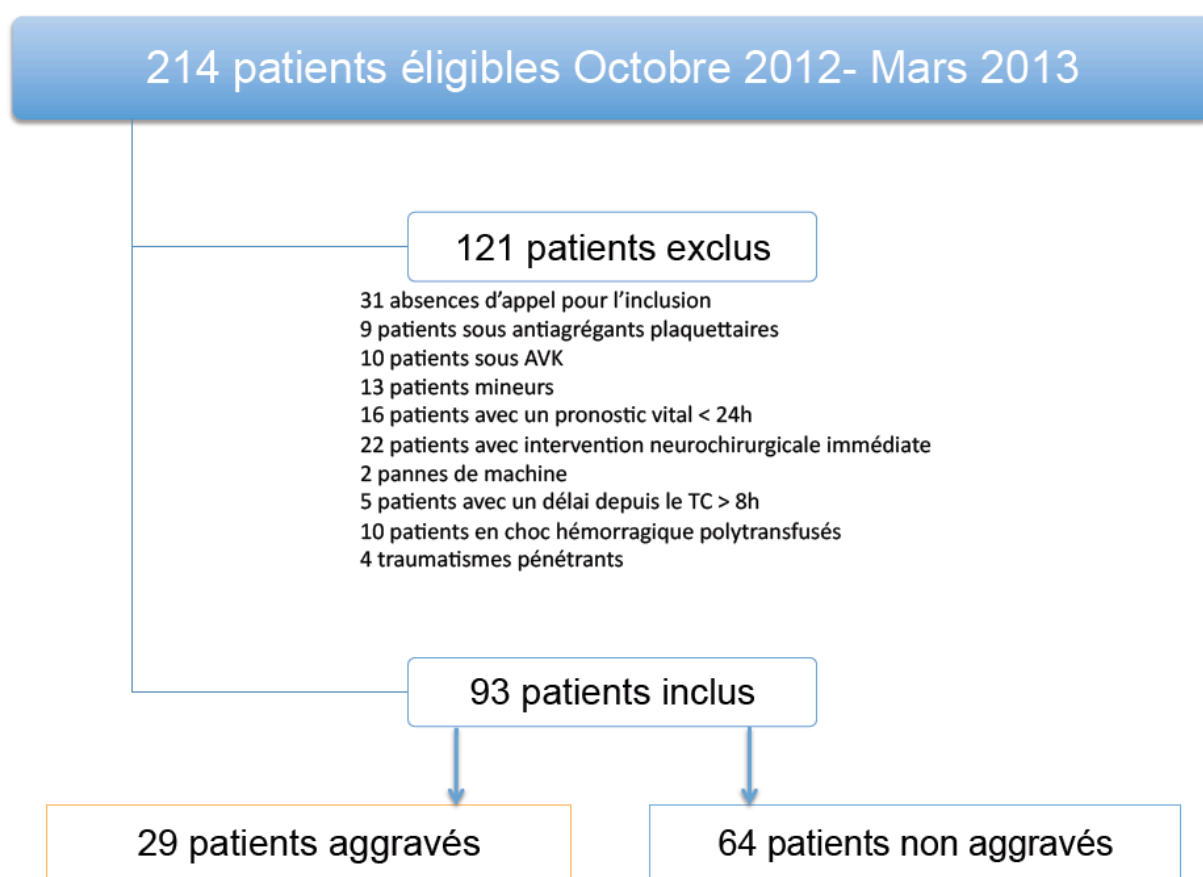 214 patients éligibles Octobre 2012- Mars 2013
121 patients exclus
31 absences d'appel pour l'inclusion
9 patients sous antiagrégants plaquettaires
10 patients sous AVK
13 patients mineurs
16 patients avec un pronostic vital < 24h
22 patients avec intervention neurochirurgicale immédiate
2 pannes de machine
5 patients avec un délai depuis le TC > 8h
10 patients en choc hémorragique polytransfusés
4 traumatismes pénétrants
93 patients inclus
29 patients aggravés
64 patients non aggravés